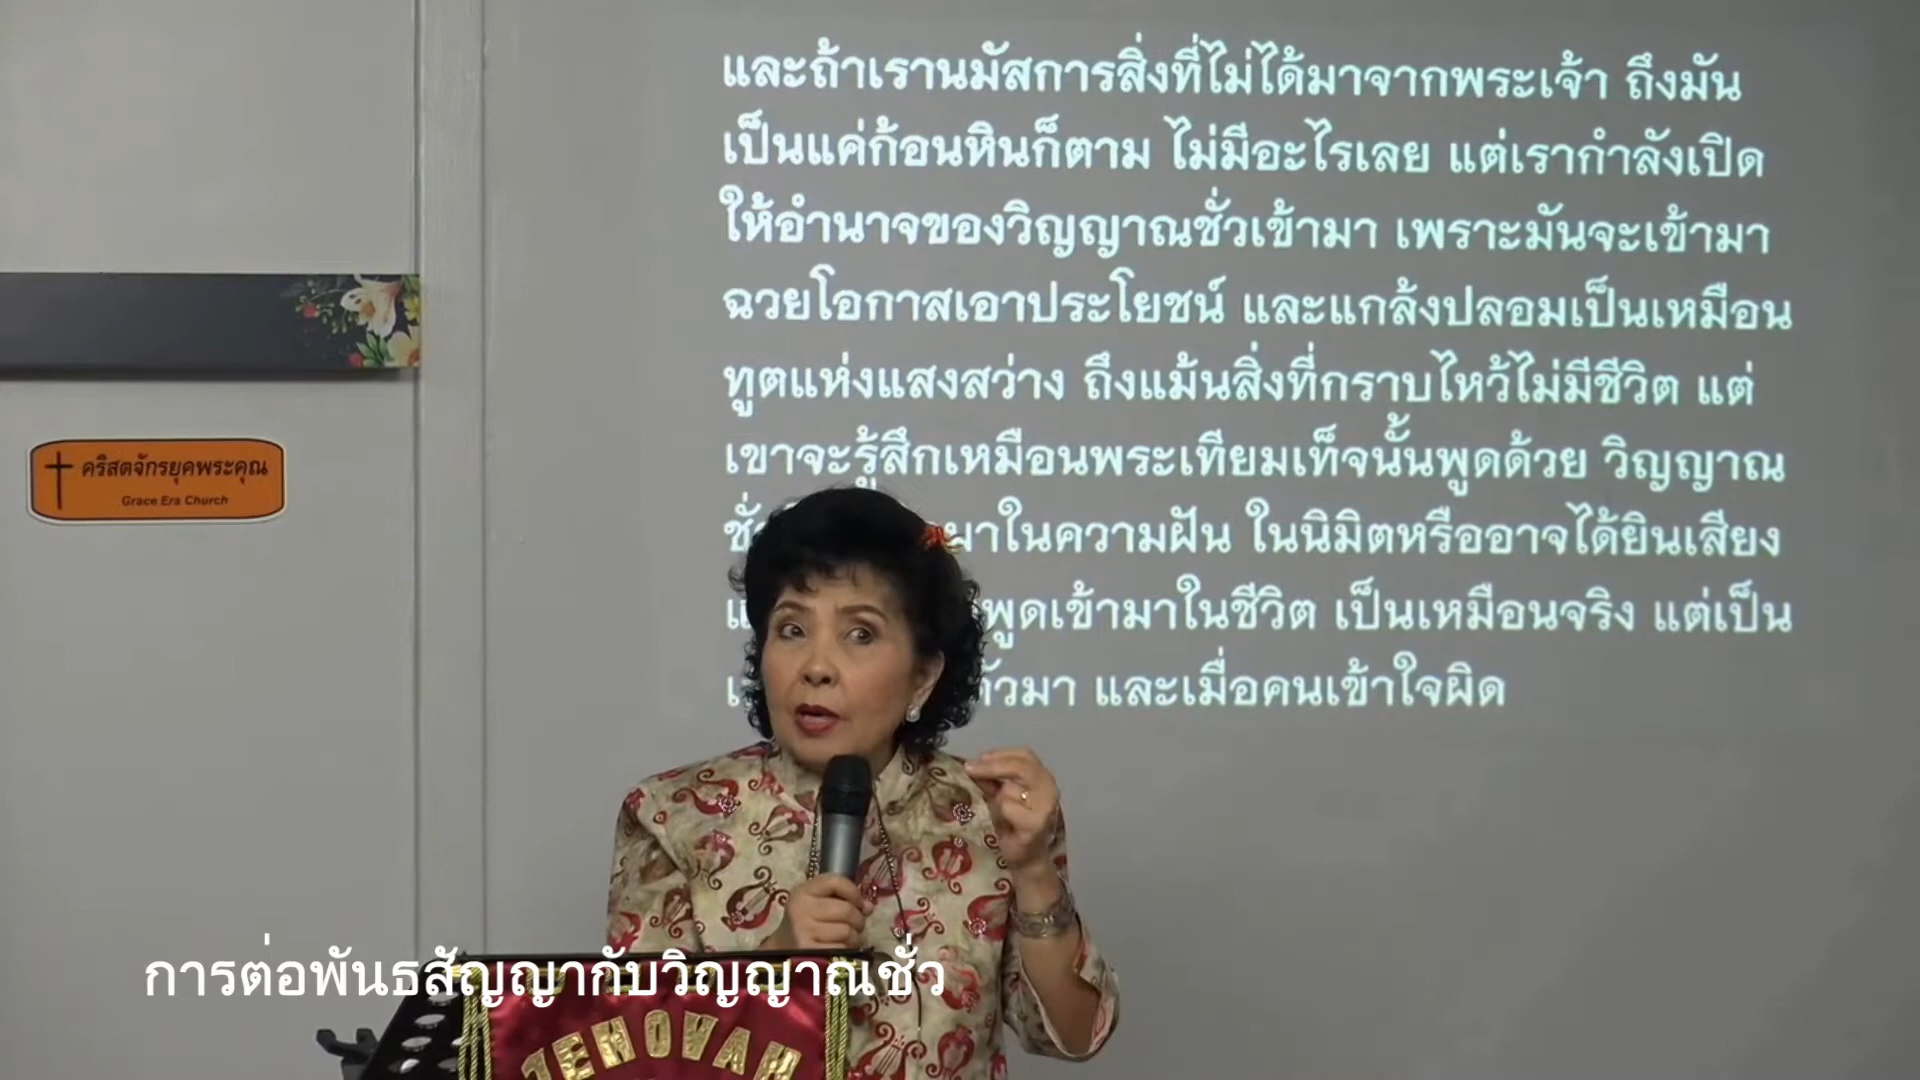 และถ้าเรานมัสการสิ่งที่ไม่ได้มาจากพระเจ้า ถึงมัน
เป็นแค่ก้อนหินก็ตาม ไม่มีอะไรเลย แต่เรากำลังเปิด
ให้อำนาจของวิญญาณชั่วเข้ามา เพราะมันจะเข้ามา
ฉวยโอกาสเอาประโยชน์ และแกล้งปลอมเป็นเหมือน
ทูตแห่งแสงสว่าง ถึงแม้นสิ่งที่กราบไหว้ไม่มีชีวิต แต่
เขาจะรู้สึกเหมือนพระเทียมเท็จนั้นพูดด้วย วิญญาณ
มาในความฝัน ในนิมิตหรืออาจได้ยินเสียง
พูดเข้ามาในชีวิต เป็นเหมือนจริง แต่เป็น
และเมื่อคนเข้าใจผิด
คริสตจักรยุคพระคุณ
Grace Era Church
การต่อพันธสัญญากับวิญญาณชั่ว
JEHOVAH